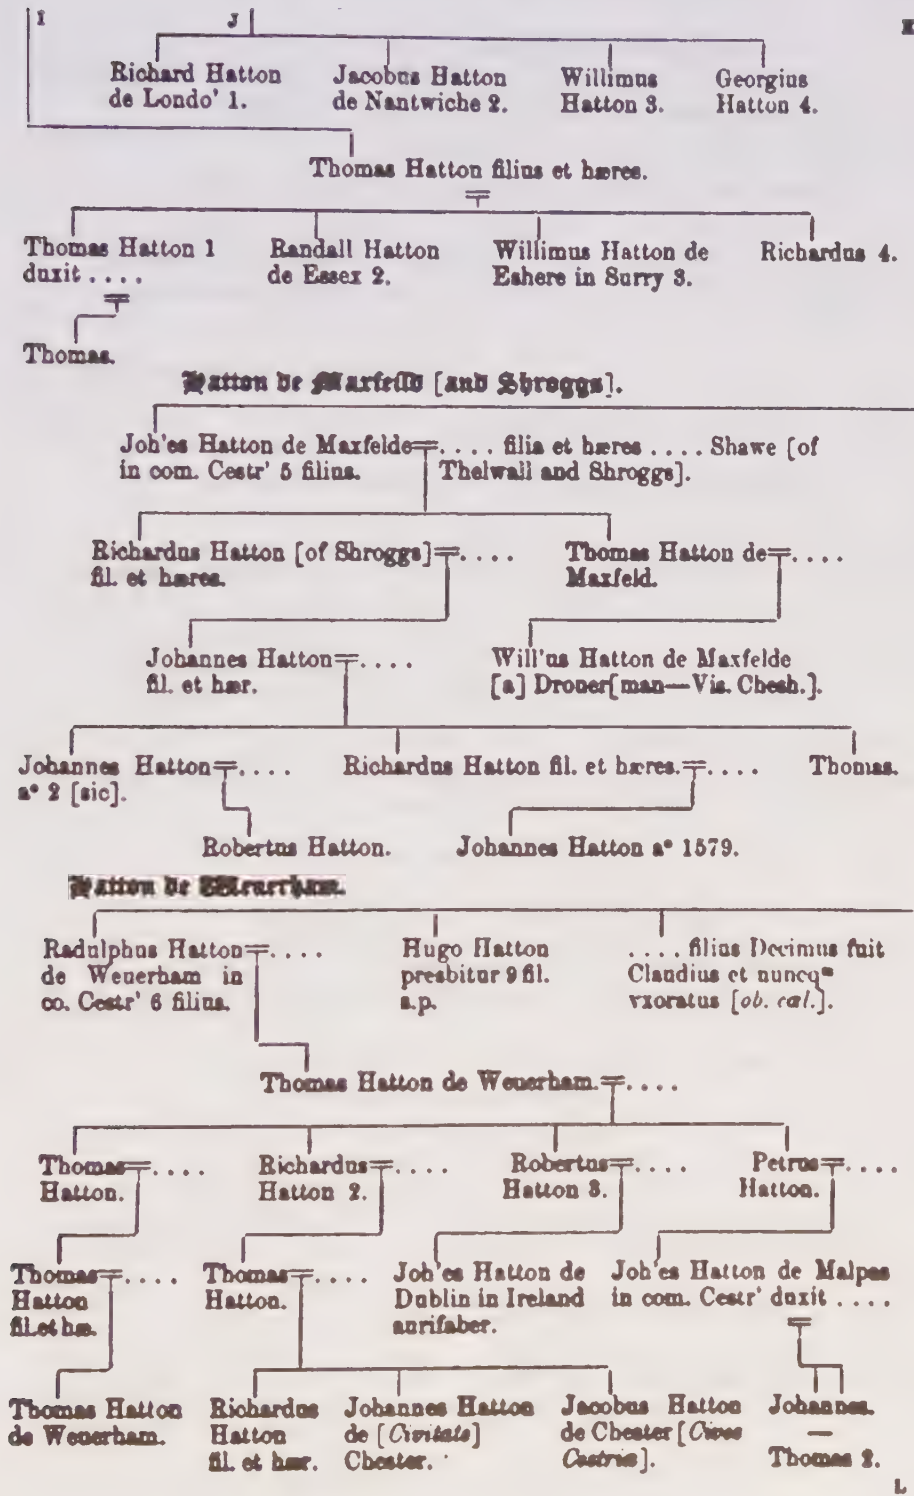 I J K
Richard Hatton Jacobus Hatton Willimus Georgius
de Londo' 1. de Nantwiche 2. Hatton 3. Hatton 4.
Thomas Hatton filius et hæres.
Thomas Hatton 1 Randall Hatton Willimus Hatton de Richardus 4.
duxit .... de Essex 2. Eshere in Surry 3.
Thomas.
Hatton de Maxfeild [and Shroggs].
Joh'es Hatton de Maxfelde=.... filia et hæres .... Shawe [of
in com. Cestr' 5 filius. Thelwall and Shroggs].
Richardus Hatton [of Shroggs]=.... Thomas Hatton de=....
fil. et hæres. Maxfeld.
Johannes Hatton=.... Will'us Hatton de Maxfelde
fil. et hær. [a] Drouer[man—Vis. Chesh.].
Johannes Hatton=.... Richardus Hatton fil. et hæres.=.... Thomas.
a° 2 [sic].
Robertus Hatton. Johannes Hatton a° 1579.
Hatton de Weuerham.
Radulphus Hatton=.... Hugo Hatton .... filius Decimus fuit
de Weuerham in presbitur 9 fil. Claudius et nuncqª
co. Cestr' 6 filius. s.p. vxoratus [ob. cæl.].
Thomas Hatton de Weuerham.=....
Thomas=.... Richardus=.... Robertus=.... Petrus=....
Hatton. Hatton 2. Hatton 3. Hatton.
Thomas=.... Thomas=.... Joh'es Hatton de Joh'es Hatton de Malpas
Hatton Hatton. Dublin in Ireland in com. Cestr' duxit ....
fil. et hæ. aurifaber.
Thomas Hatton Richardus Johannes Hatton Jacobus Hatton Johannes.
de Weuerham. Hatton de [Civitate] de Chester [Cives —
fil. et hær. Chester. Cestriæ]. Thomas 2.
L